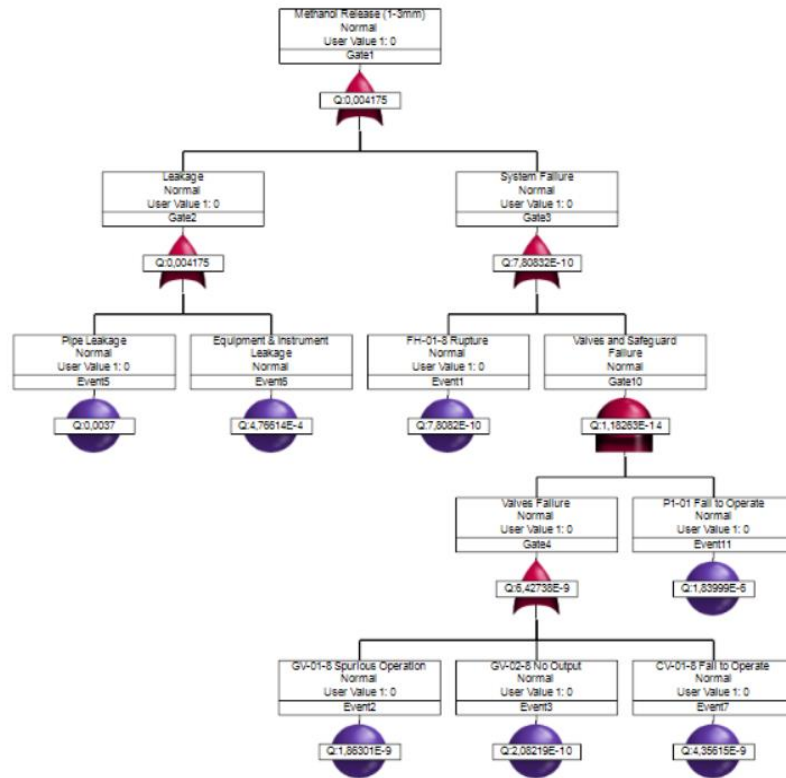 Methanol Release (1-3mm)
Normal
User Value 1: 0
Gate1
Q:0,004175
Leakage
Normal
User Value 1: 0
Gate2
Q:0,004175
System Failure
Normal
User Value 1: 0
Gate3
Q:7,80832E-10
Pipe Leakage
Normal
User Value 1: 0
Event5
Q:0,0037
Equipment & Instrument
Leakage
Normal
Event6
Q:4,76614E-4
FH-01-8 Rupture
Normal
User Value 1: 0
Event1
Q:7,8082E-10
Valves and Safeguard
Failure
Normal
Gate10
Q:1,18263E-14
Valves Failure
Normal
User Value 1: 0
Gate4
Q:6,42738E-9
P1-01 Fail to Operate
Normal
User Value 1: 0
Event11
Q:1,83999E-6
GV-01-8 Spurious Operation
Normal
User Value 1: 0
Event2
Q:1,86301E-9
GV-02-8 No Output
Normal
User Value 1: 0
Event3
Q:2,08219E-10
CV-01-8 Fail to Operate
Normal
User Value 1: 0
Event7
Q:4,35615E-9